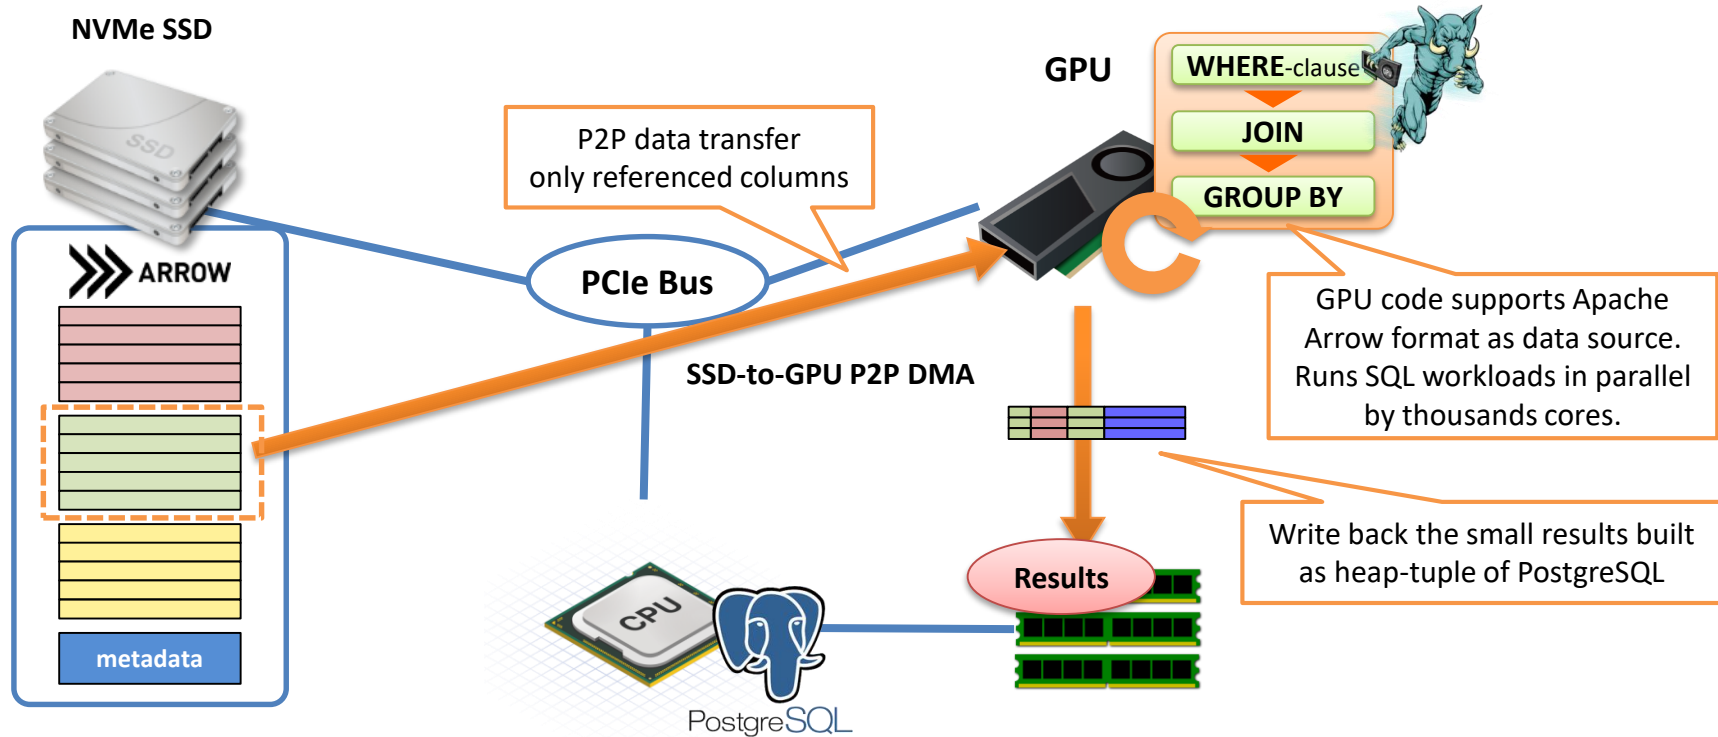 NVMe SSD
SSD
GPU
WHERE-clause
JOIN
GROUP BY
P2P data transfer
only referenced columns
ARROW
PCIe Bus
GPU code supports Apache
Arrow format as data source.
Runs SQL workloads in parallel
by thousands cores.
SSD-to-GPU P2P DMA
Write back the small results built
as heap-tuple of PostgreSQL
Results
CPU
metadata
PostgreSQL